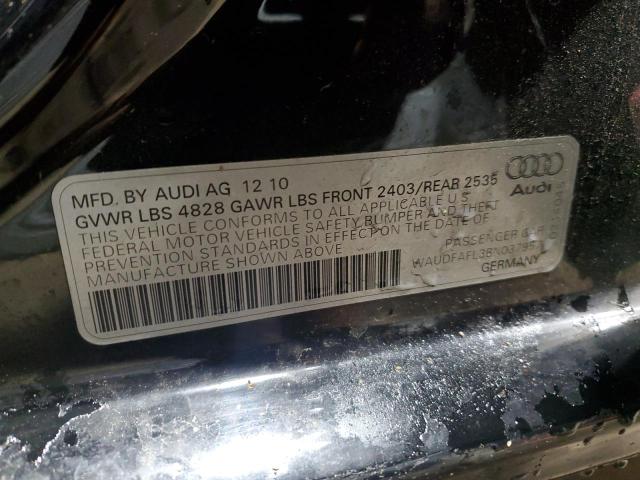 MFD. BY AUDI AG 12 10
GVWR LBS 4828 GAWR LBS FRONT 2403/REAR 2535
THIS VEHICLE CONFORMS TO ALL APPLICABLE U.S.
FEDERAL MOTOR VEHICLE SAFETY BUMPER AND THEFT
PREVENTION STANDARDS IN EFFECT ON THE DATE OF
MANUFACTURE SHOWN ABOVE
Audi
PASSENGER CAR
GERMANY